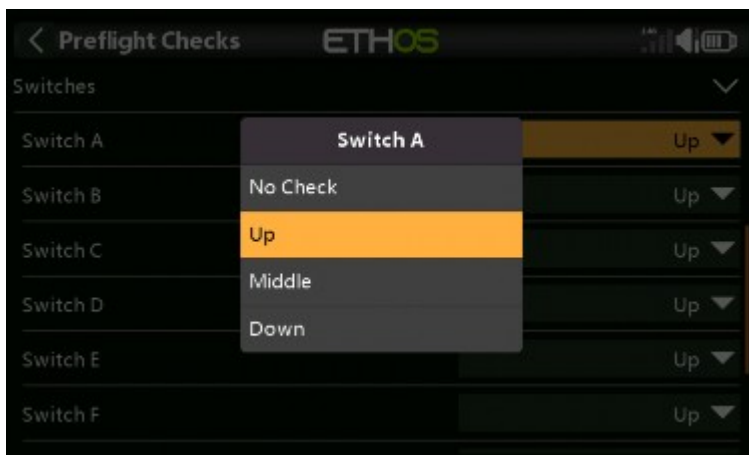 Preflight Checks ETHOS
Switches
Switch A Up
Switch A
No Check
Up
Middle
Down
Switch B Up
Switch C Up
Switch D Up
Switch E Up
Switch F Up